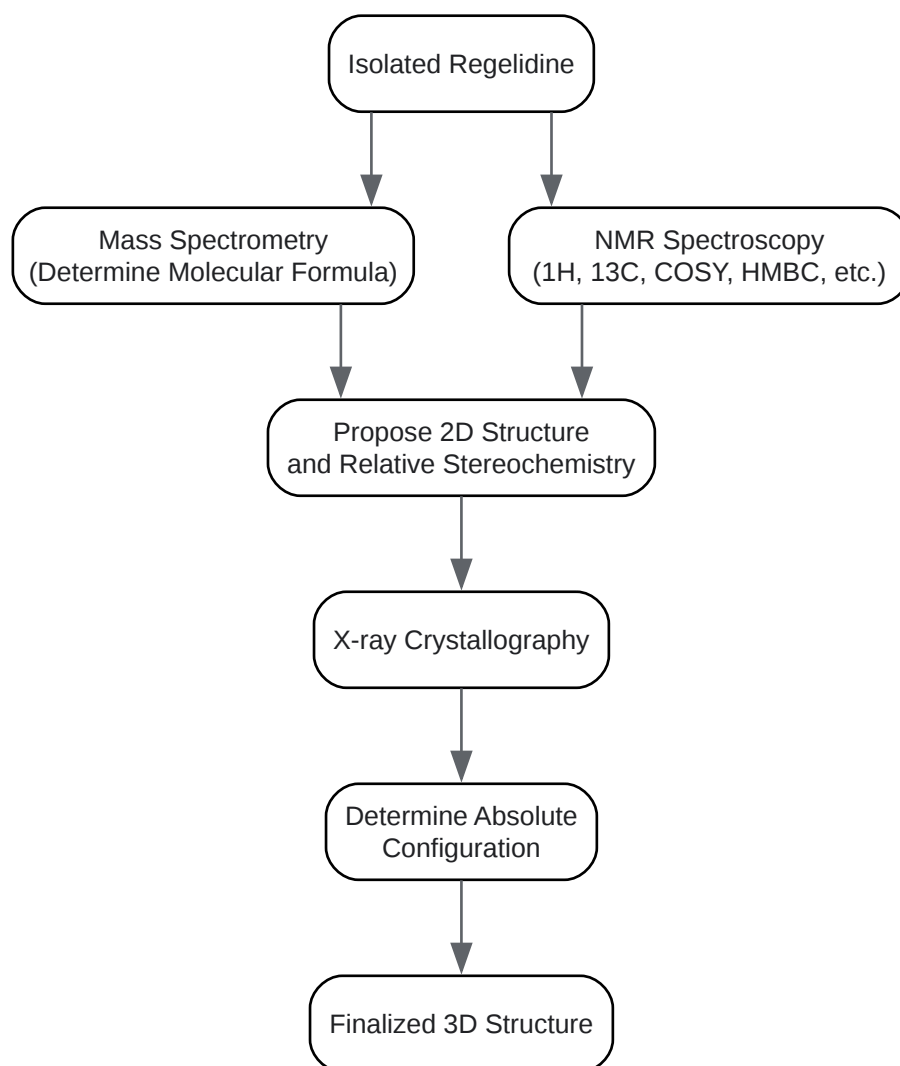 Isolated Regelidine
Mass Spectrometry
(Determine Molecular Formula)
NMR Spectroscopy
(1H, 13C, COSY, HMBC, etc.)
Propose 2D Structure
and Relative Stereochemistry
X-ray Crystallography
Determine Absolute
Configuration
Finalized 3D Structure